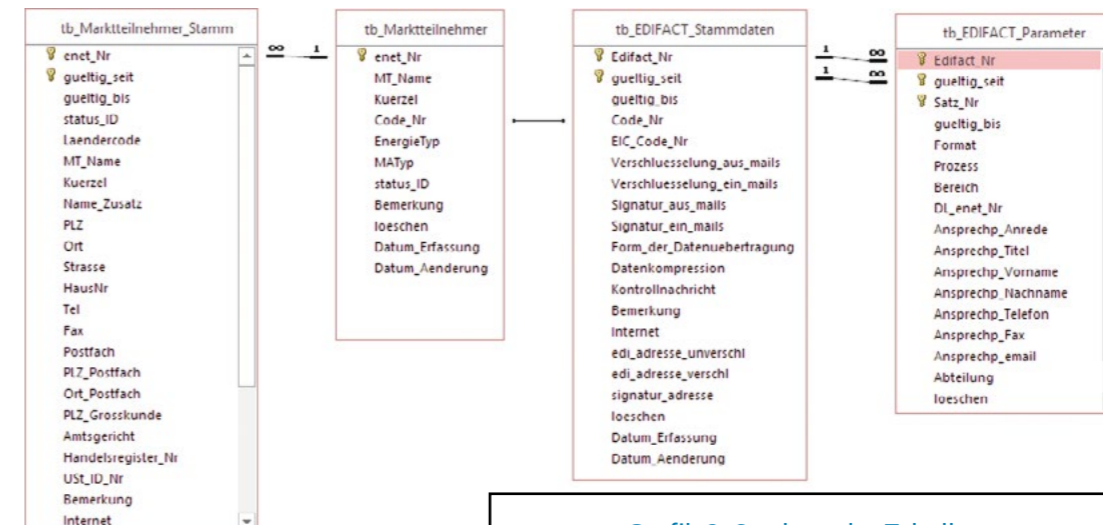 tb_Marktteilnehmer_Stamm
enet_Nr
gueltig_seit
gueltig_bis
status_ID
Laendercode
MT_Name
Kuerzel
Name_Zusatz
PLZ
Ort
Strasse
HausNr
Tel
Fax
Postfach
PLZ_Postfach
Ort_Postfach
PLZ_Grosskunde
Amtsgericht
Handelsregister_Nr
USt_ID_Nr
Bemerkung
Internet
∞ 1
tb_Marktteilnehmer
enet_Nr
MT_Name
Kuerzel
Code_Nr
EnergieTyp
MATyp
status_ID
Bemerkung
loeschen
Datum_Erfassung
Datum_Aenderung
tb_EDIFACT_Stammdaten
Edifact_Nr
gueltig_seit
gueltig_bis
Code_Nr
EIC_Code_Nr
Verschluesselung_aus_mails
Verschluesselung_ein_mails
Signatur_aus_mails
Signatur_ein_mails
Form_der_Datenuebertragung
Datenkompression
Kontrollnachricht
Bemerkung
Internet
edi_adresse_unverschl
edi_adresse_verschl
signatur_adresse
loeschen
Datum_Erfassung
Datum_Aenderung
1 ∞
1 ∞
tb_EDIFACT_Parameter
Edifact_Nr
gueltig_seit
Satz_Nr
gueltig_bis
Format
Prozess
Bereich
DL_enet_Nr
Ansprechp_Anrede
Ansprechp_Titel
Ansprechp_Vorname
Ansprechp_Nachname
Ansprechp_Telefon
Ansprechp_Fax
Ansprechp_email
Abteilung
loeschen